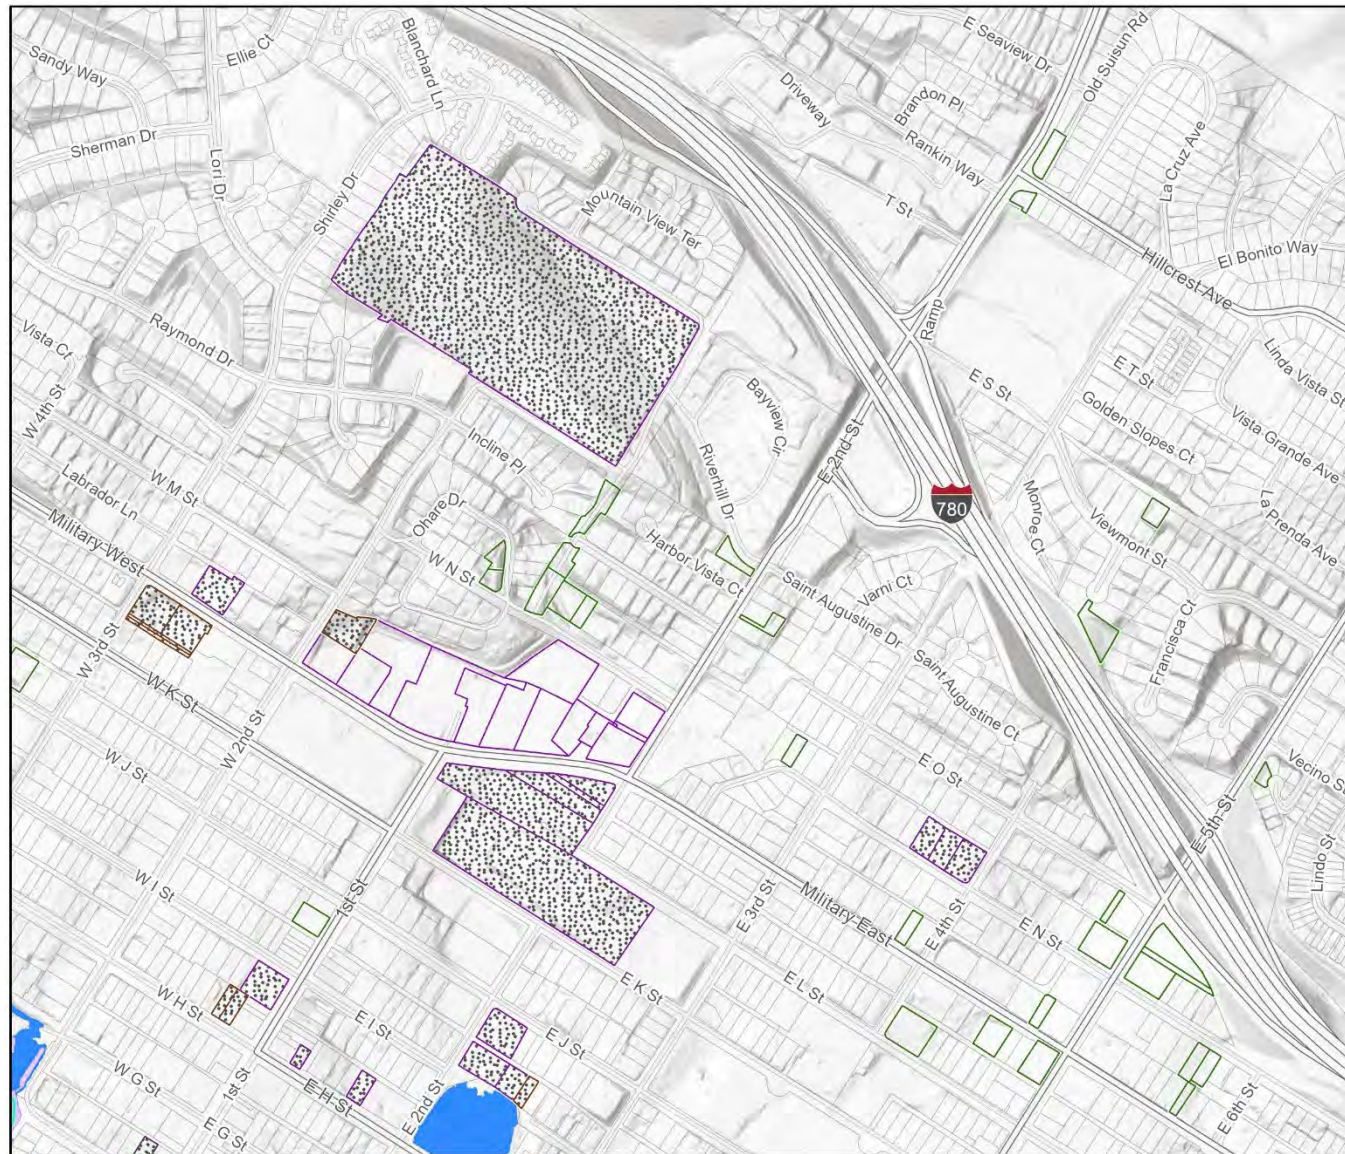 Sandy Way
Ellie Ct
Blanchard Ln
E Seaview Dr
Old Suisun Rd
Driveway
Brandon Pl
Rankin Way
Sherman Dr
Lori Dr
Shirley Dr
Mountain View Ter
T St
La Cruz Ave
El Bonito Way
Hillcrest Ave
Ramp
Vista Ct
Raymond Dr
W 4th St
Bayview Cir
E S St
E T St
Linda Vista St
Golden Slopes Ct
Vista Grande Ave
Incline Pl
Riverhill Dr
E 2nd St
780
Labrador Ln
W M St
Ohare Dr
Monroe Ct
Viewmont St
La Prenda Ave
Military West
W N St
Harbor Vista Ct
Saint Augustine Dr
Varni Ct
Francisca Ct
W 3rd St
W K St
Saint Augustine Ct
W 2nd St
W J St
E O St
Vecino St
E 5th St
Lindo St
W I St
1st St
E 3rd St
Military East
E 4th St
E N St
W H St
E K St
E L St
E I St
E J St
W G St
1st St
E H St
E 2nd St
E G St
E 6th St